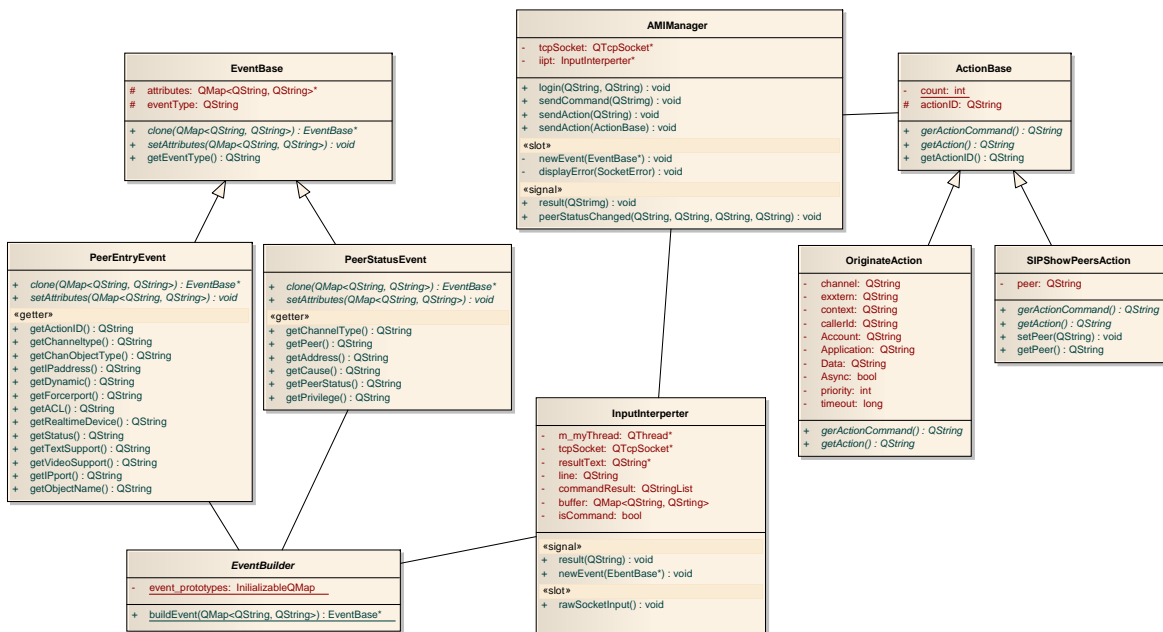 AMIManager
- tcpSocket: QTcpSocket*
- iipt: InputInterperter*
+ login(QString, QString) : void
+ sendCommand(QStrimg) : void
+ sendAction(QString) : void
+ sendAction(ActionBase) : void
«slot»
- newEvent(EventBase*) : void
- displayError(SocketError) : void
«signal»
+ result(QStrimg) : void
+ peerStatusChanged(QString, QString, QString, QString) : void
EventBase
# attributes: QMap<QString, QString>*
# eventType: QString
+ clone(QMap<QString, QString>) : EventBase*
+ setAttributes(QMap<QString, QString>) : void
+ getEventType() : QString
ActionBase
- count: int
# actionID: QString
+ gerActionCommand() : QString
+ getAction() : QString
+ getActionID() : QString
PeerEntryEvent
+ clone(QMap<QString, QString>) : EventBase*
+ setAttributes(QMap<QString, QString>) : void
«getter»
+ getActionID() : QString
+ getChanneltype() : QString
+ getChanObjectType() : QString
+ getIPaddress() : QString
+ getDynamic() : QString
+ getForcerport() : QString
+ getACL() : QString
+ getRealtimeDevice() : QString
+ getStatus() : QString
+ getTextSupport() : QString
+ getVideoSupport() : QString
+ getIPport() : QString
+ getObjectName() : QString
PeerStatusEvent
+ clone(QMap<QString, QString>) : EventBase*
+ setAttributes(QMap<QString, QString>) : void
«getter»
+ getChannelType() : QString
+ getPeer() : QString
+ getAddress() : QString
+ getCause() : QString
+ getPeerStatus() : QString
+ getPrivilege() : QString
OriginateAction
- channel: QString
- exxtern: QString
- context: QString
- callerId: QString
- Account: QString
- Application: QString
- Data: QString
- Async: bool
- priority: int
- timeout: long
+ gerActionCommand() : QString
+ getAction() : QString
SIPShowPeersAction
- peer: QString
+ gerActionCommand() : QString
+ getAction() : QString
+ setPeer(QString) : void
+ getPeer() : QString
InputInterperter
- m_myThread: QThread*
- tcpSocket: QTcpSocket*
- resultText: QString*
- line: QString
- commandResult: QStringList
- buffer: QMap<QString, QSrting>
- isCommand: bool
«signal»
+ result(QString) : void
+ newEvent(EbentBase*) : void
«slot»
+ rawSocketInput() : void
EventBuilder
- event_prototypes: InilializableQMap
+ buildEvent(QMap<QString, QString>) : EventBase*